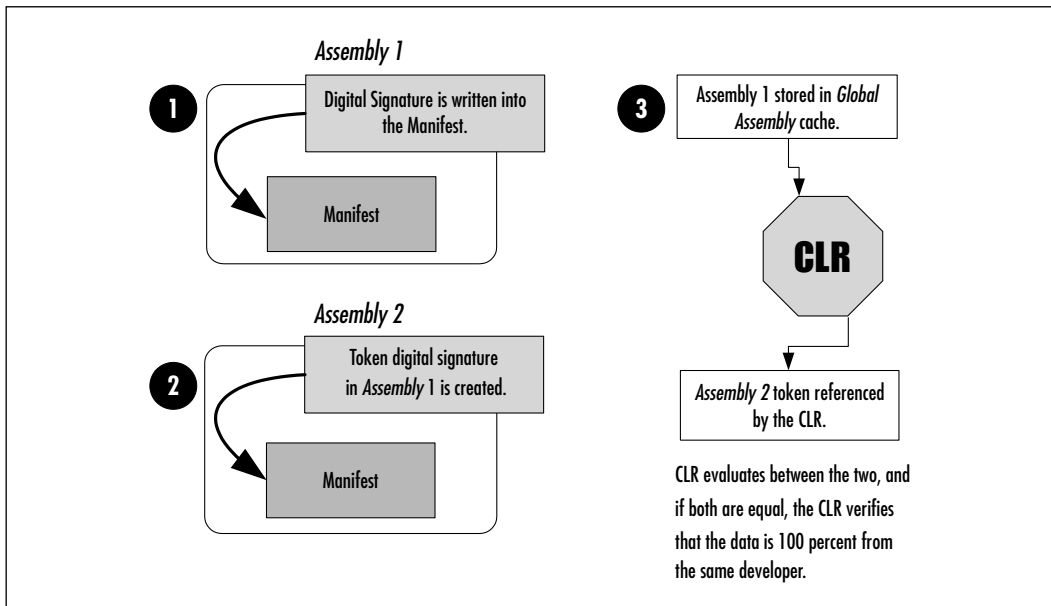 Assembly 1
1
Digital Signature is written into
the Manifest.
Manifest
Assembly 2
2
Token digital signature
in Assembly 1 is created.
Manifest
3
Assembly 1 stored in Global
Assembly cache.
CLR
Assembly 2 token referenced
by the CLR.
CLR evaluates between the two, and
if both are equal, the CLR verifies
that the data is 100 percent from
the same developer.